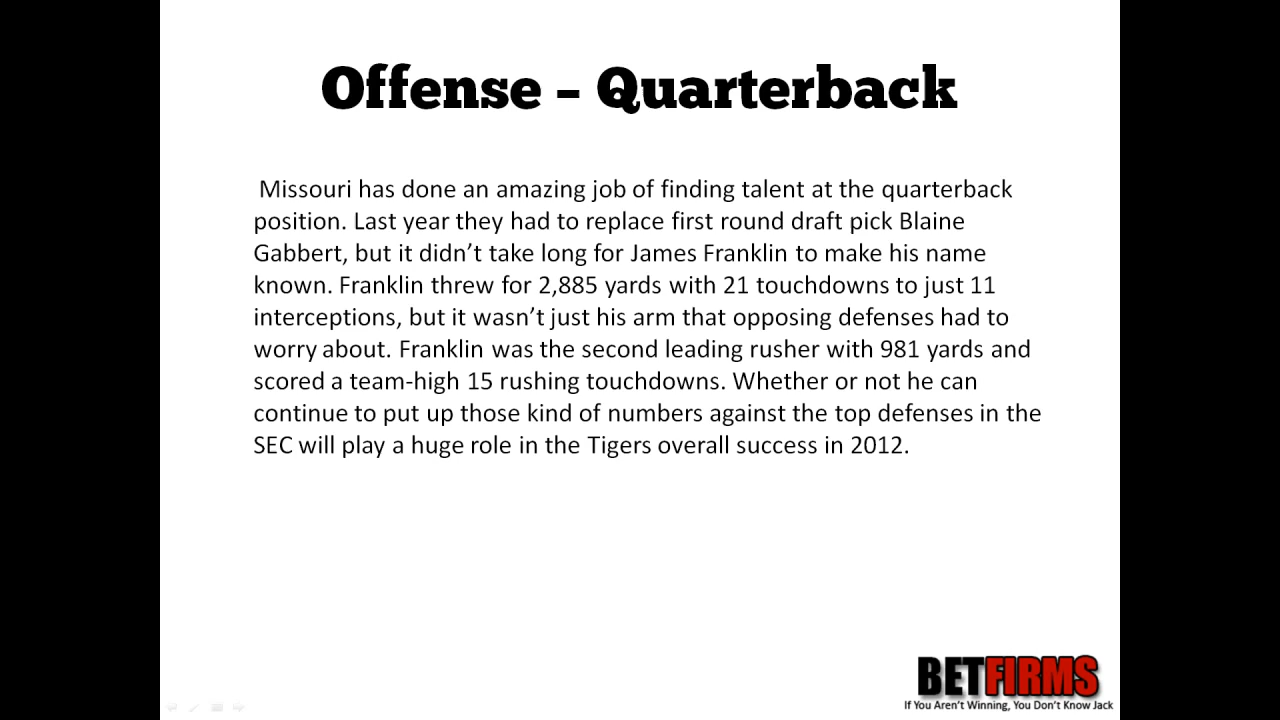 Offense – Quarterback
Missouri has done an amazing job of finding talent at the quarterback
position. Last year they had to replace first round draft pick Blaine
Gabbert, but it didn’t take long for James Franklin to make his name
known. Franklin threw for 2,885 yards with 21 touchdowns to just 11
interceptions, but it wasn’t just his arm that opposing defenses had to
worry about. Franklin was the second leading rusher with 981 yards and
scored a team-high 15 rushing touchdowns. Whether or not he can
continue to put up those kind of numbers against the top defenses in the
SEC will play a huge role in the Tigers overall success in 2012.
BETFIRMS
If You Aren't Winning, You Don't Know Jack